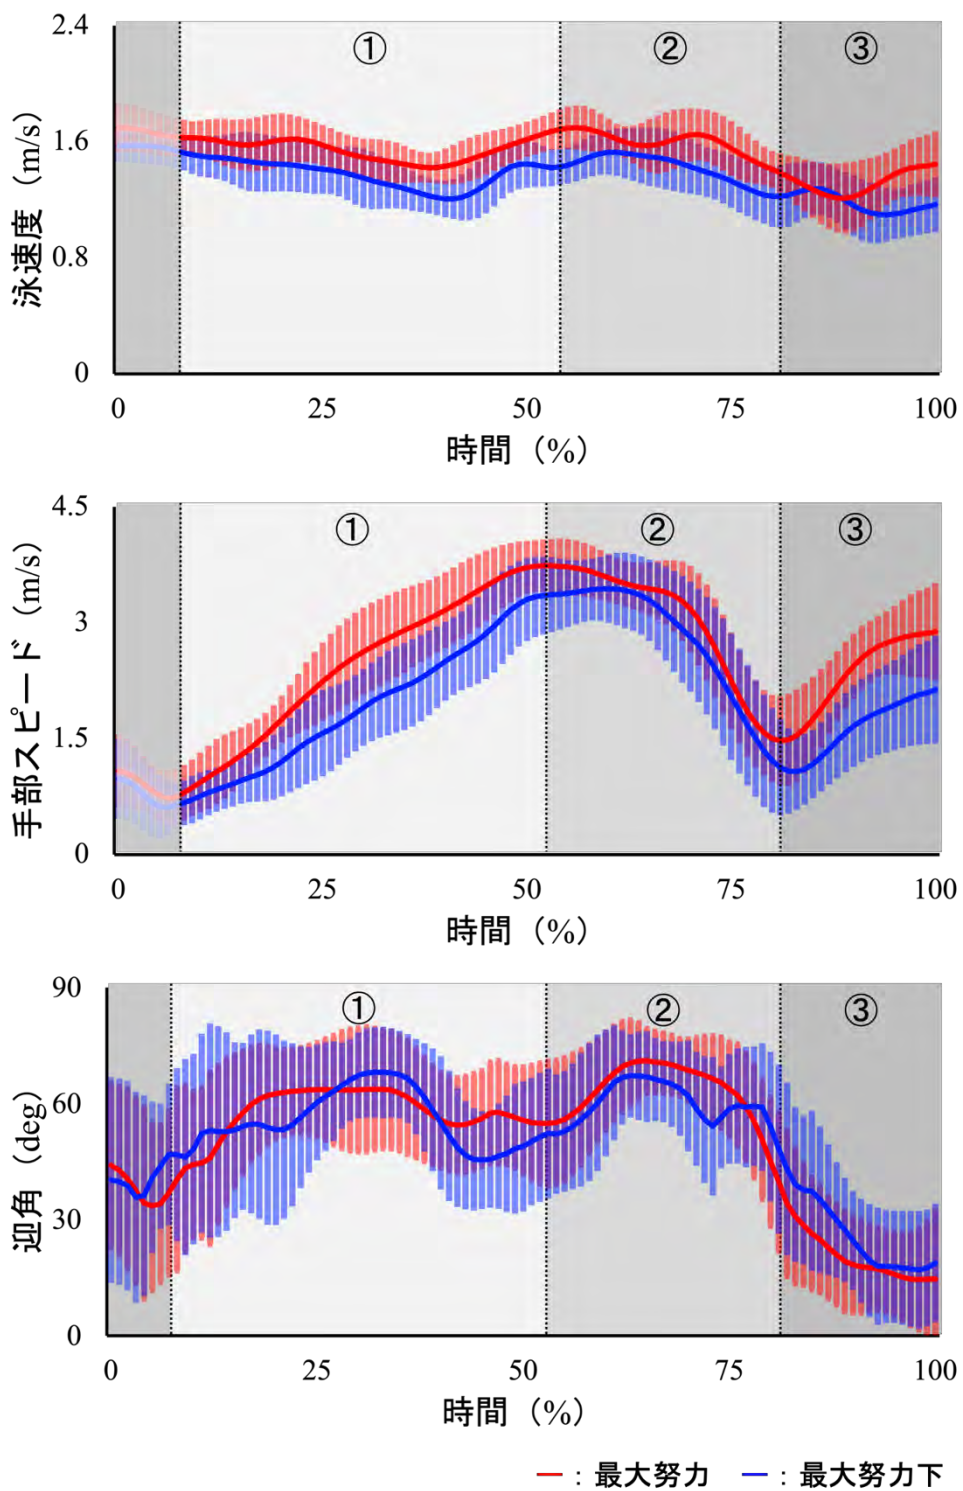 2.4
① ② ③
1.6
泳速度 (m/s)
0.8
0
0 25 50 75 100
時間 (%)
4.5
① ② ③
3
手部スピード (m/s)
1.5
0
0 25 50 75 100
時間 (%)
90
① ② ③
60
迎角 (deg)
30
0
0 25 50 75 100
時間 (%)
：最大努力 ：最大努力下